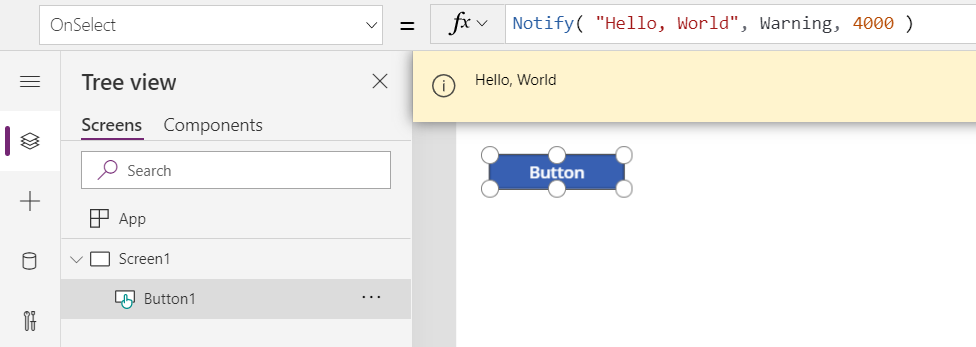 OnSelect = fx Notify( "Hello, World", Warning, 4000 )
Tree view
Hello, World
Screens Components
Search
Button
App
Screen1
Button1 ...